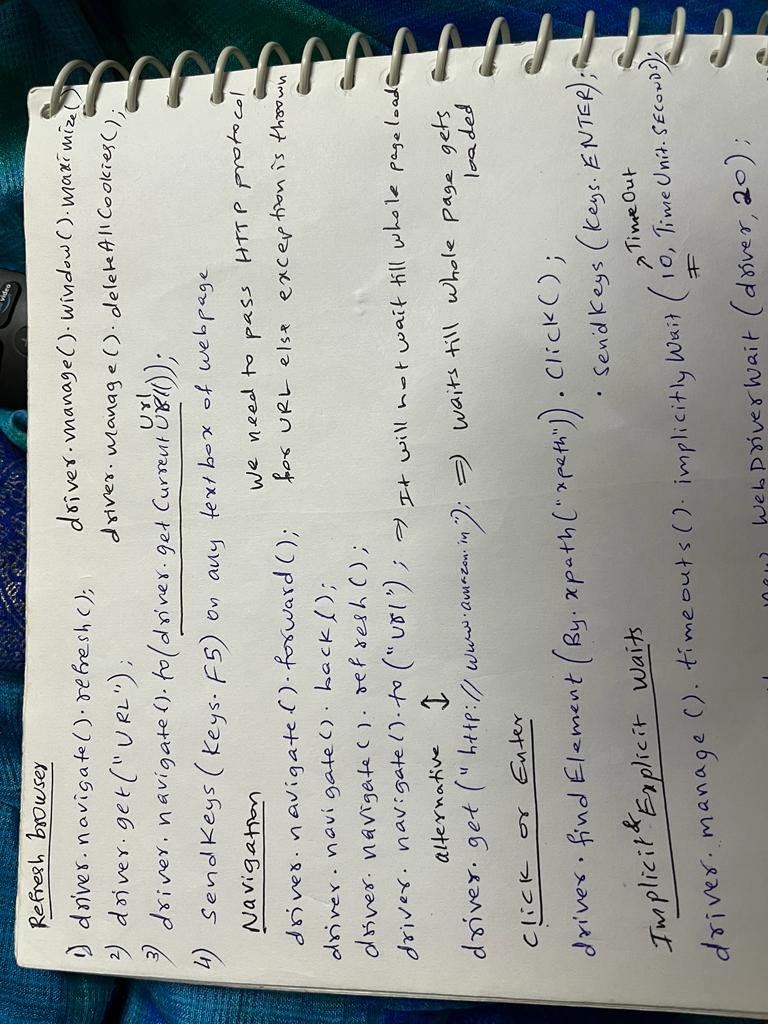 video
Refresh browser
1) driver.navigate().refresh();
driver.manage().window().maximize()
2) driver.get("URL");
driver.manage().deleteAllCookies();
3) driver.navigate().to(driver.getCurrentUrl());
4) SendKeys(Keys.F5) on any textbox of webpage
Navigation
We need to pass HTTP protocol
for URL else exception is thrown
driver.navigate().forward();
driver.navigate().back();
driver.navigate().refresh();
driver.navigate().to("url"); ⇒ It will not wait till whole page load
alternative ↕
driver.get("http://www.amazon.in"); ⇒ waits till whole page gets
loaded
Click or Enter
driver.findElement(By.xpath("xpath")).Click();
.SendKeys(Keys.ENTER);
Implicit & Explicit Waits
↗TimeOut
driver.manage().timeouts().implicitlyWait(10, TimeUnit.SECONDS);
new WebDriverWait(driver,20);